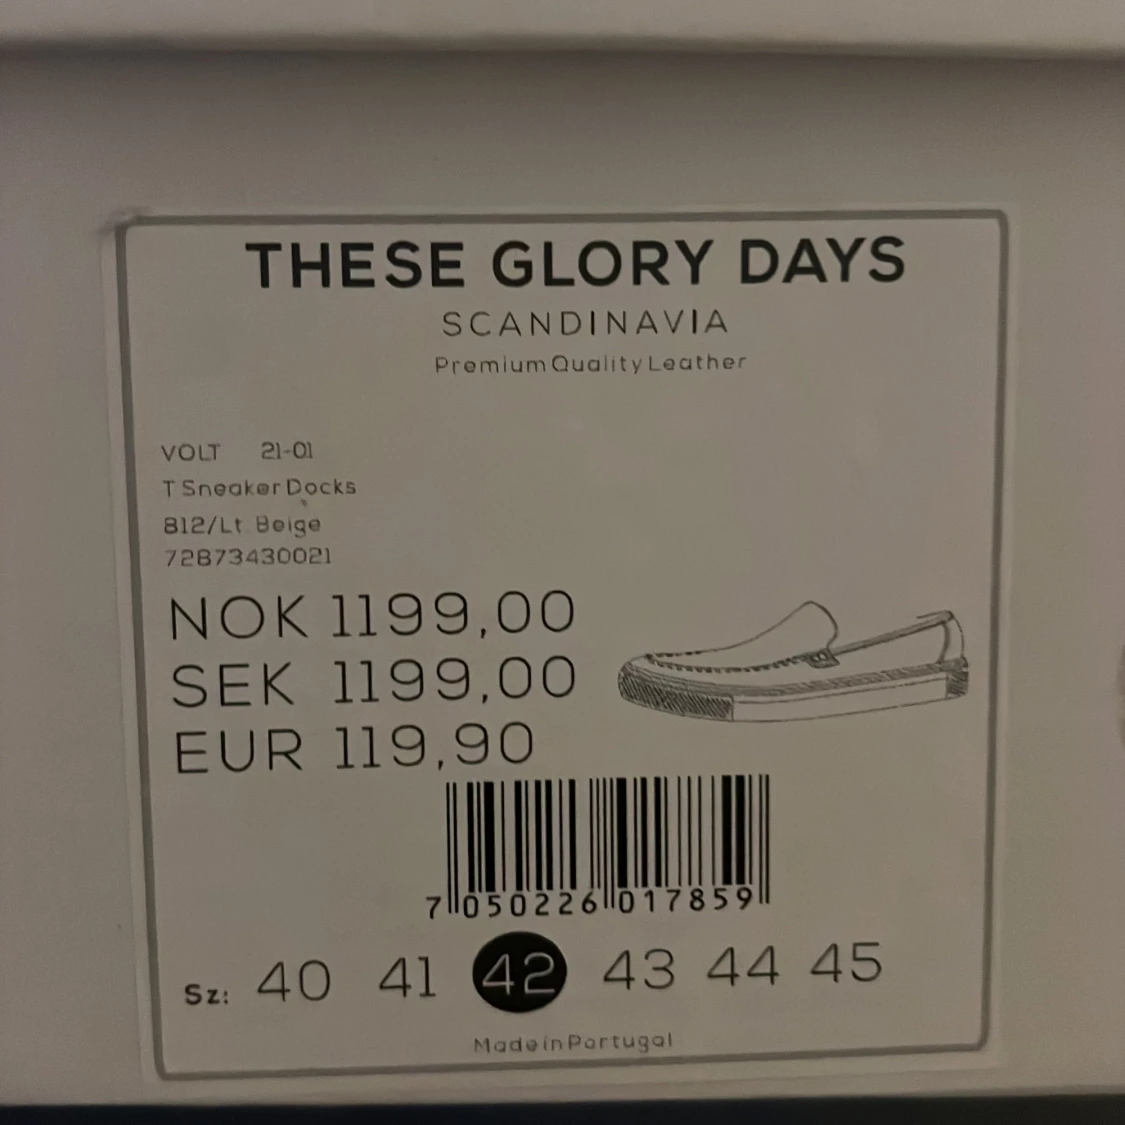 THESE GLORY DAYS
SCANDINAVIA
Premium Quality Leather
VOLT 21-01
T Sneaker Docks
812/Lt. Beige
72873430021
NOK 1199,00
SEK 1199,00
EUR 119,90
7 050226 017859
Sz: 40 41 42 43 44 45
Made in Portugal